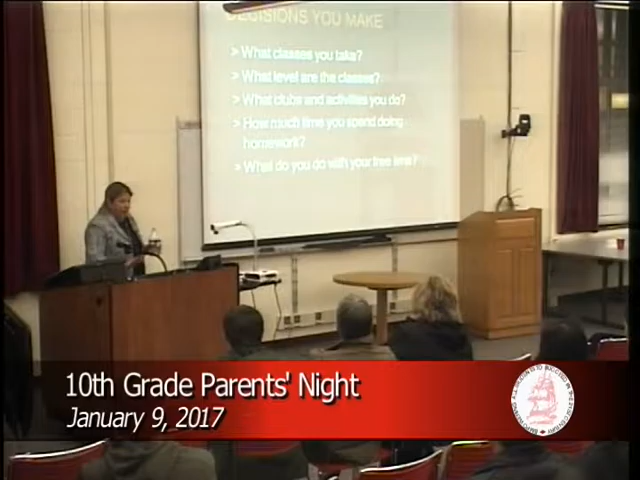 DECISIONS YOU MAKE
> What classes you take?
> What level are the classes?
> What clubs and activities you do?
> How much time you spend doing
homework?
> What do you do with your free time?
10th Grade Parents' Night
January 9, 2017